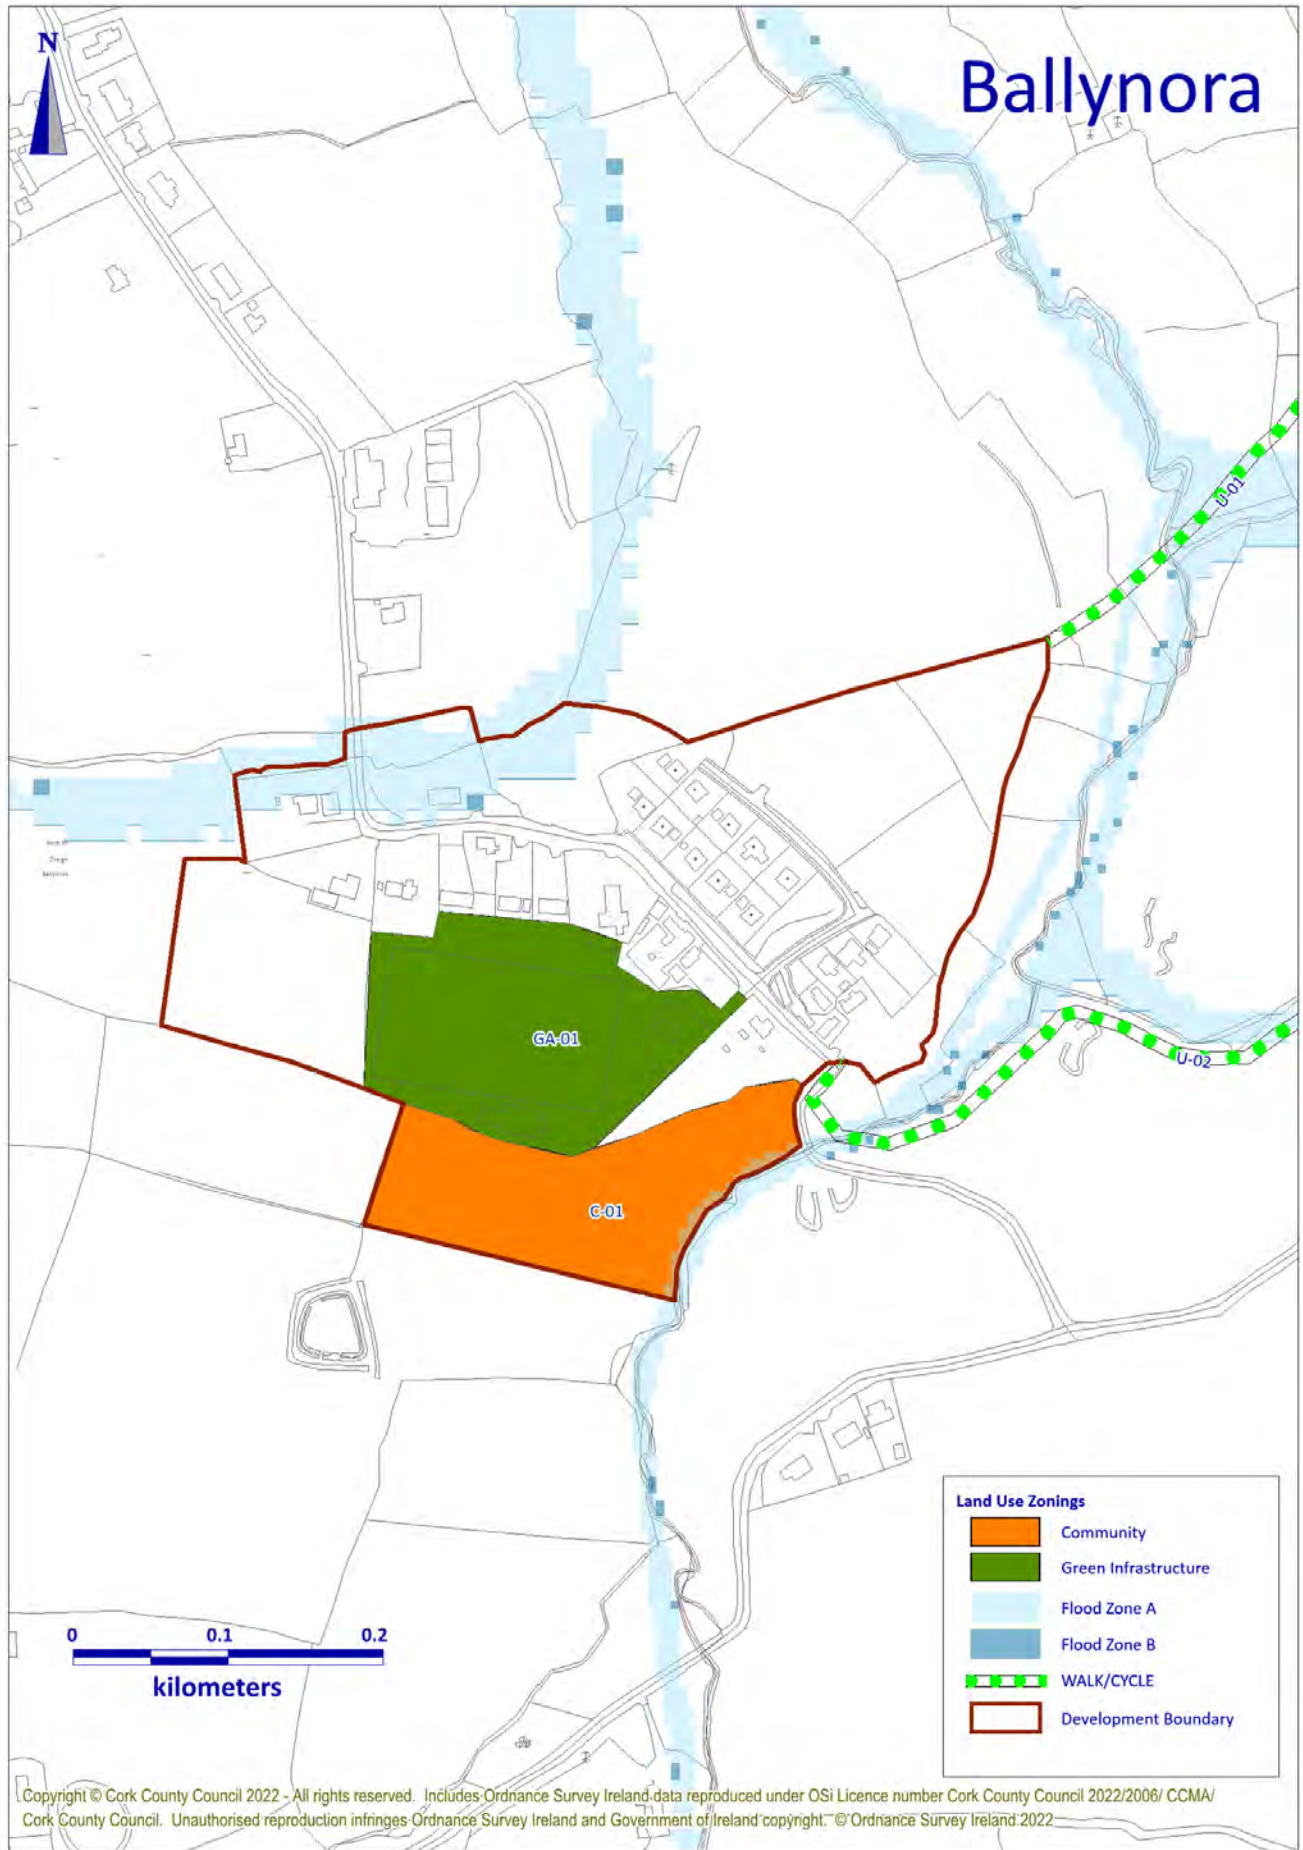 N
Ballynora
U-01
GA-01
U-02
C-01
Land Use Zonings
Community
Green Infrastructure
Flood Zone A
Flood Zone B
WALK/CYCLE
Development Boundary
0 0.1 0.2
kilometers
Copyright © Cork County Council 2022 - All rights reserved. Includes Ordnance Survey Ireland data reproduced under OSi Licence number Cork County Council 2022/2006/ CCMA/
Cork County Council. Unauthorised reproduction infringes Ordnance Survey Ireland and Government of Ireland copyright. © Ordnance Survey Ireland 2022